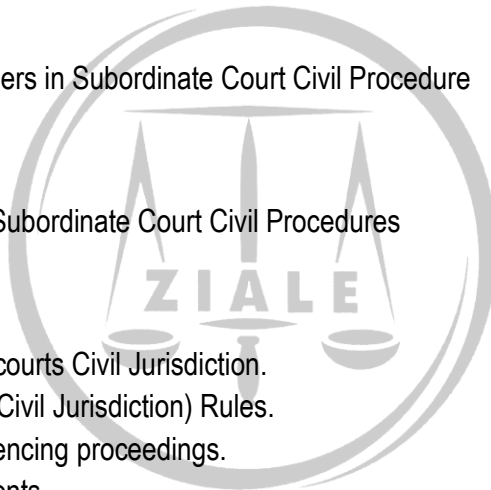 ers in Subordinate Court Civil Procedure
Subordinate Court Civil Procedures
ZIALE
courts Civil Jurisdiction.
Civil Jurisdiction) Rules.
encing proceedings.